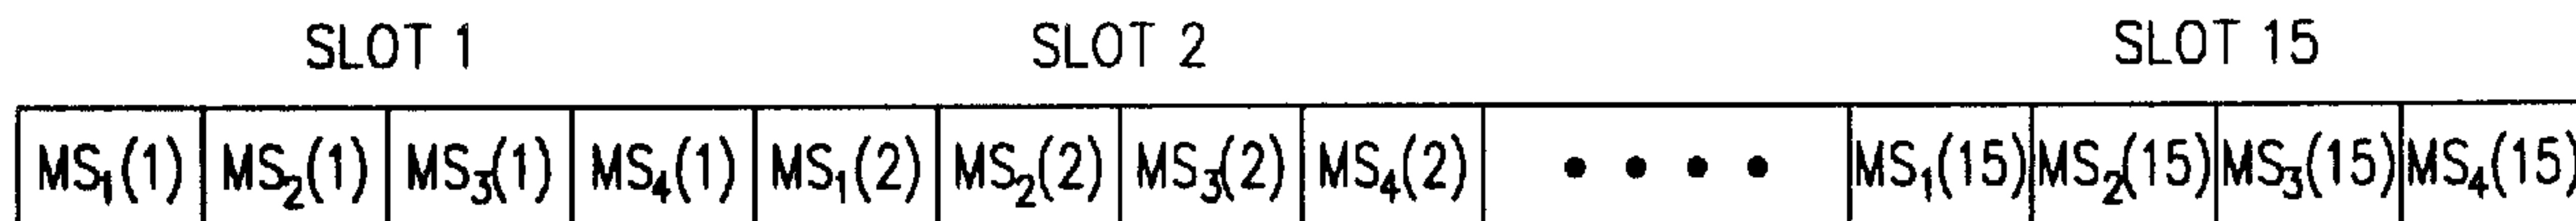 SLOT 1 SLOT 2 SLOT 15
MS₁(1) MS₂(1) MS₃(1) MS₄(1) MS₁(2) MS₂(2) MS₃(2) MS₄(2) • • • • MS₁(15) MS₂(15) MS₃(15) MS₄(15)